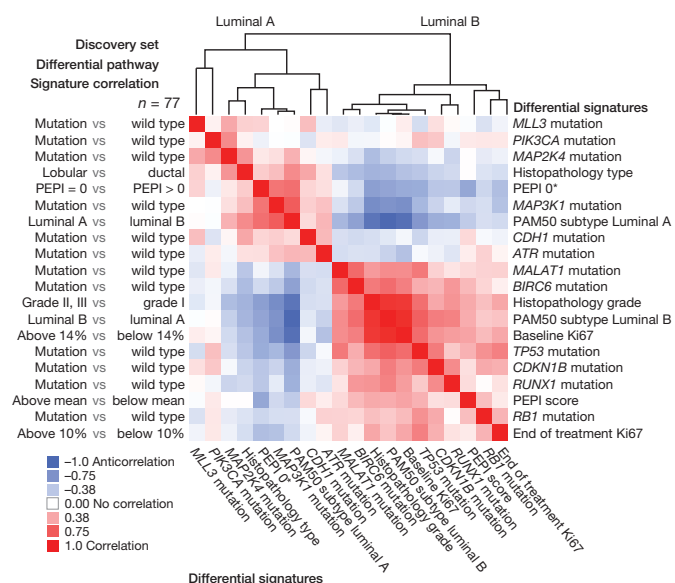 Luminal A Luminal B
Discovery set
Differential pathway
Signature correlation
n = 77
Differential signatures
Mutation vs wild type MLL3 mutation
Mutation vs wild type PIK3CA mutation
Mutation vs wild type MAP2K4 mutation
Lobular vs ductal Histopathology type
PEPI = 0 vs PEPI > 0 PEPI 0*
Mutation vs wild type MAP3K1 mutation
Luminal A vs luminal B PAM50 subtype Luminal A
Mutation vs wild type CDH1 mutation
Mutation vs wild type ATR mutation
Mutation vs wild type MALAT1 mutation
Mutation vs wild type BIRC6 mutation
Grade II, III vs grade I Histopathology grade
Luminal B vs luminal A PAM50 subtype Luminal B
Above 14% vs below 14% Baseline Ki67
Mutation vs wild type TP53 mutation
Mutation vs wild type CDKN1B mutation
Mutation vs wild type RUNX1 mutation
Above mean vs below mean PEPI score
Mutation vs wild type RB1 mutation
Above 10% vs below 10% End of treatment Ki67
−1.0 Anticorrelation
−0.75
−0.38
0.00 No correlation
0.38
0.75
1.0 Correlation
MLL3 mutation
PIK3CA mutation
MAP2K4 mutation
Histopathology type
PEPI 0*
MAP3K1 mutation
PAM50 subtype luminal A
CDH1 mutation
ATR mutation
MALAT1 mutation
BIRC6 mutation
Histopathology grade
PAM50 subtype luminal B
Baseline Ki67
TP53 mutation
CDKN1B mutation
RUNX1 mutation
PEPI score
RB1 mutation
End of treatment Ki67
Differential signatures